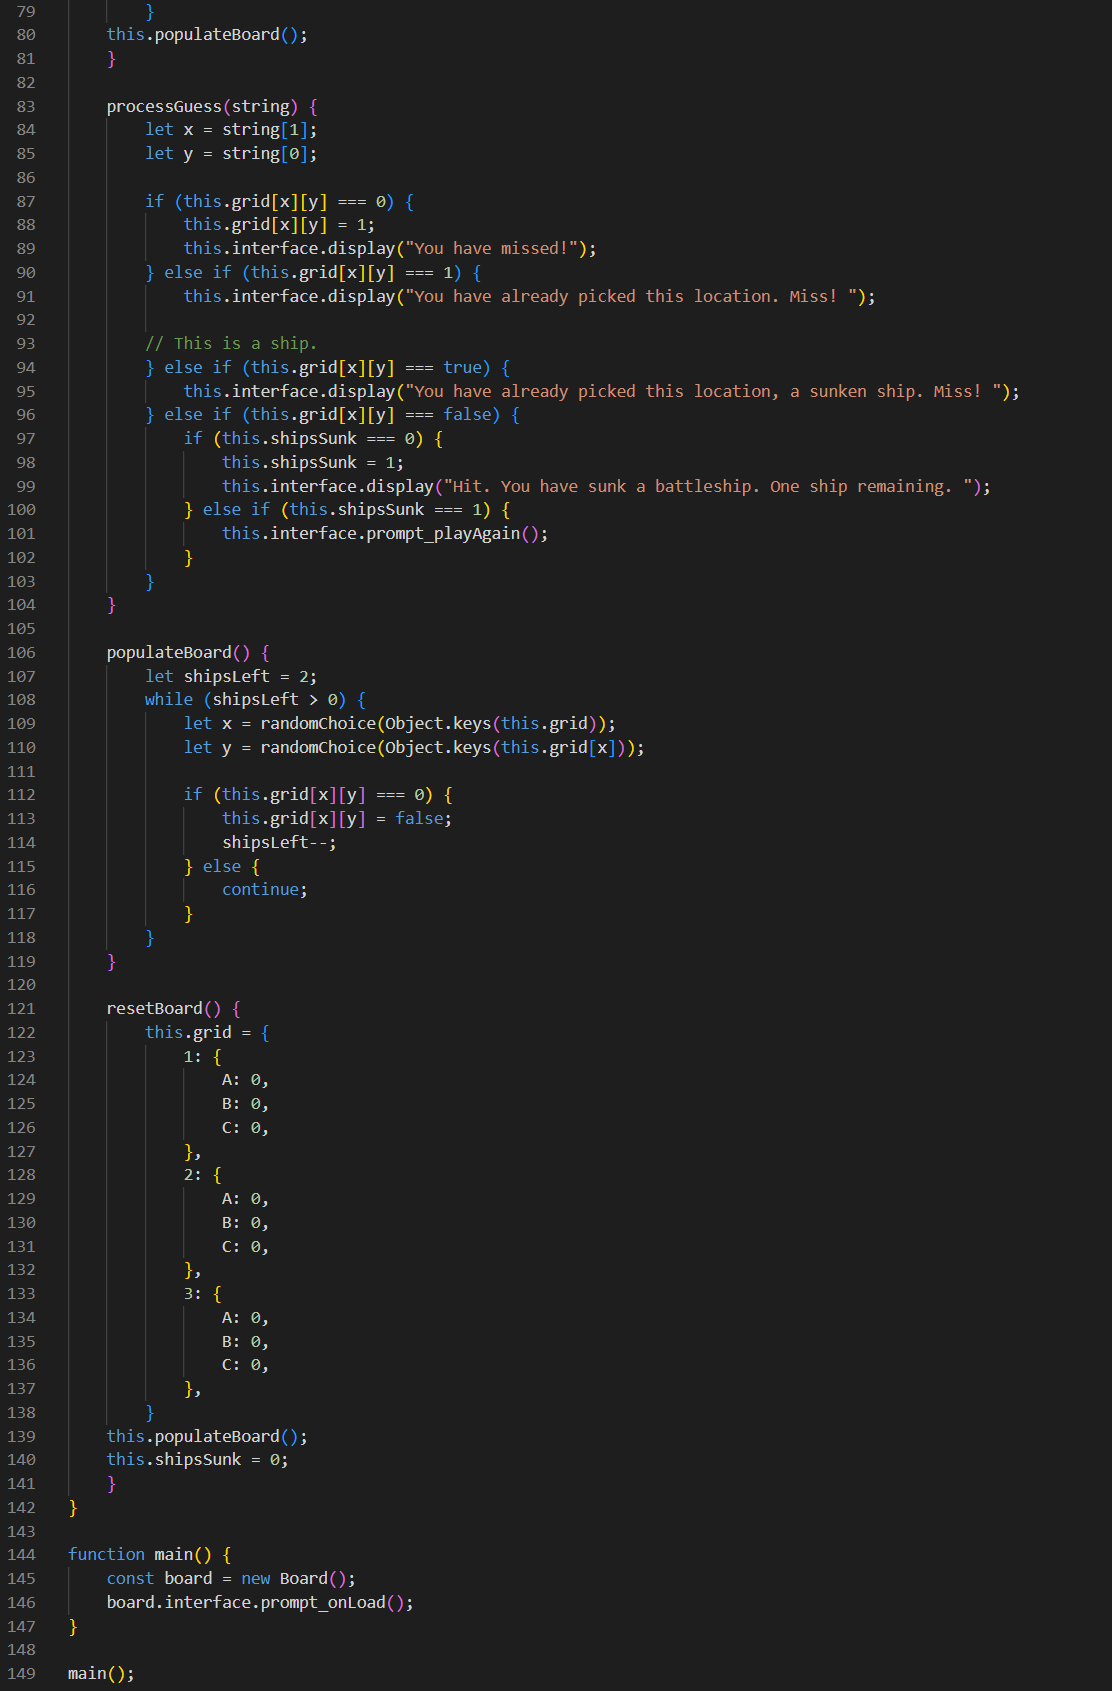 79 }
80 this.populateBoard();
81 }
82
83 processGuess(string) {
84 let x = string[1];
85 let y = string[0];
86
87 if (this.grid[x][y] === 0) {
88 this.grid[x][y] = 1;
89 this.interface.display("You have missed!");
90 } else if (this.grid[x][y] === 1) {
91 this.interface.display("You have already picked this location. Miss! ");
92
93 // This is a ship.
94 } else if (this.grid[x][y] === true) {
95 this.interface.display("You have already picked this location, a sunken ship. Miss! ");
96 } else if (this.grid[x][y] === false) {
97 if (this.shipsSunk === 0) {
98 this.shipsSunk = 1;
99 this.interface.display("Hit. You have sunk a battleship. One ship remaining. ");
100 } else if (this.shipsSunk === 1) {
101 this.interface.prompt_playAgain();
102 }
103 }
104 }
105
106 populateBoard() {
107 let shipsLeft = 2;
108 while (shipsLeft > 0) {
109 let x = randomChoice(Object.keys(this.grid));
110 let y = randomChoice(Object.keys(this.grid[x]));
111
112 if (this.grid[x][y] === 0) {
113 this.grid[x][y] = false;
114 shipsLeft--;
115 } else {
116 continue;
117 }
118 }
119 }
120
121 resetBoard() {
122 this.grid = {
123 1: {
124 A: 0,
125 B: 0,
126 C: 0,
127 },
128 2: {
129 A: 0,
130 B: 0,
131 C: 0,
132 },
133 3: {
134 A: 0,
135 B: 0,
136 C: 0,
137 },
138 }
139 this.populateBoard();
140 this.shipsSunk = 0;
141 }
142 }
143
144 function main() {
145 const board = new Board();
146 board.interface.prompt_onLoad();
147 }
148
149 main();